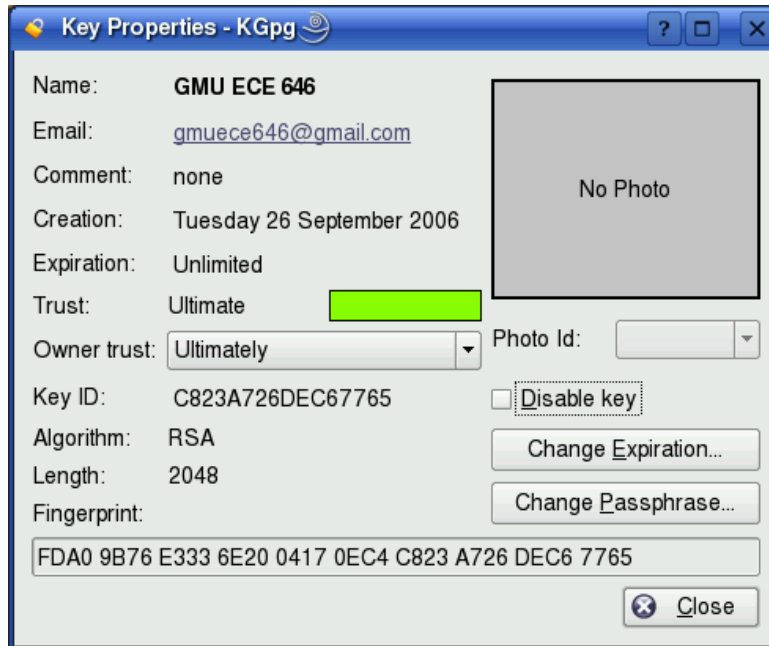 Key Properties - KGpg
Name: GMU ECE 646
Email: gmuece646@gmail.com
Comment: none
Creation: Tuesday 26 September 2006
Expiration: Unlimited
Trust: Ultimate
Owner trust: Ultimately
Key ID: C823A726DEC67765
Algorithm: RSA
Length: 2048
Fingerprint:
FDA0 9B76 E333 6E20 0417 0EC4 C823 A726 DEC6 7765
No Photo
Photo Id:
Disable key
Change Expiration...
Change Passphrase...
Close